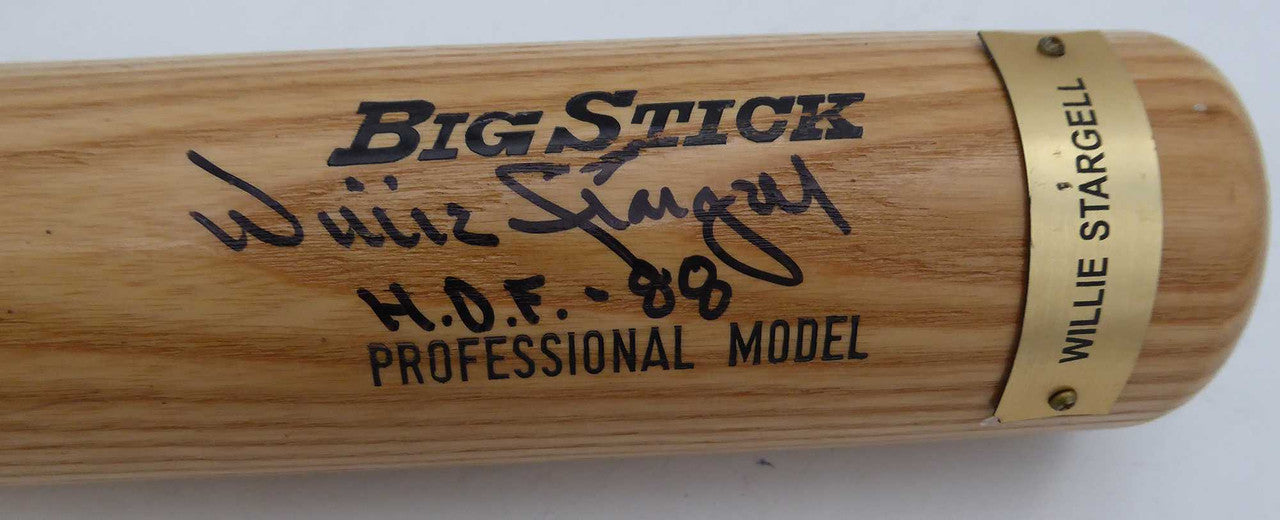 BIG STICK
Willie Stargell
H.O.F. - 88
PROFESSIONAL MODEL
WILLIE STARGELL